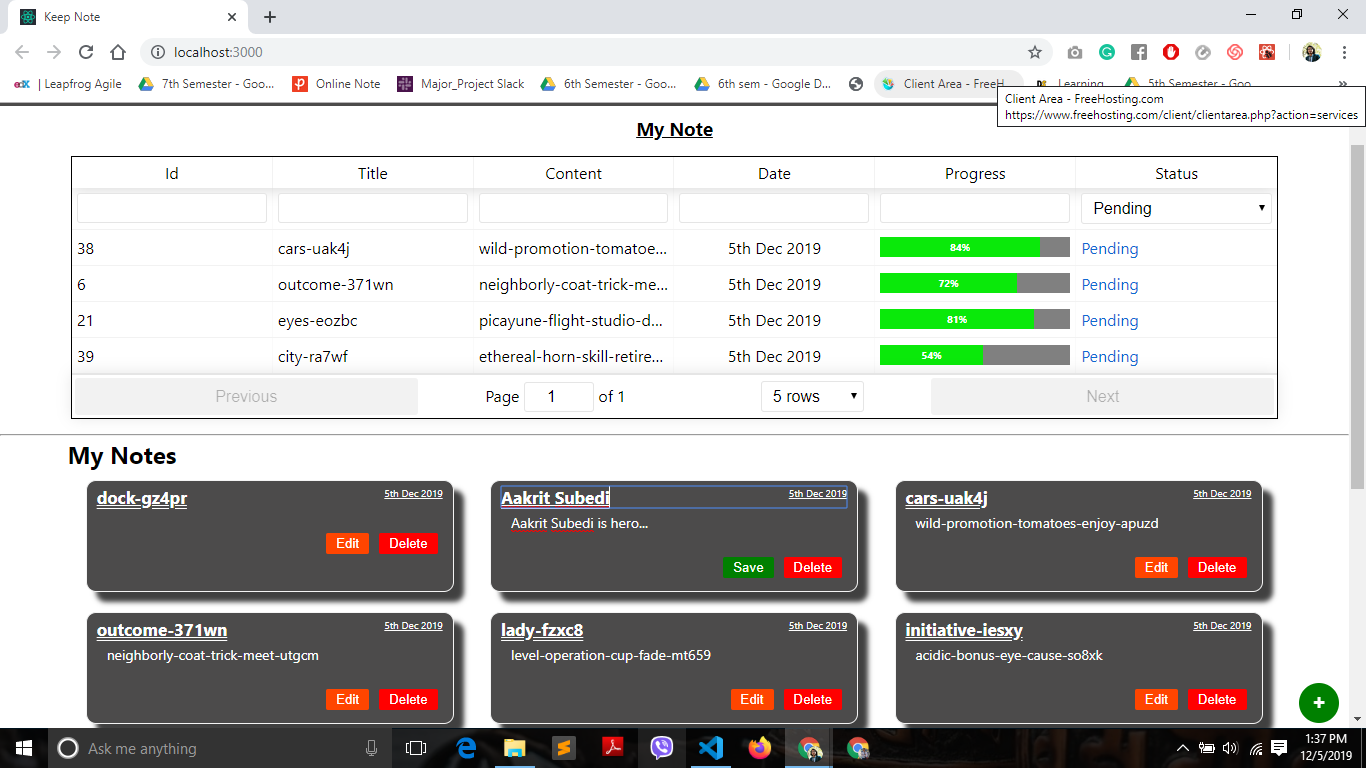 Keep Note
localhost:3000
| Leapfrog Agile 7th Semester - Goo... Online Note Major_Project Slack 6th Semester - Goo... 6th sem - Google D... Client Area - FreeH Learning 5th Semester - Goo
Client Area - FreeHosting.com
https://www.freehosting.com/client/clientarea.php?action=services
My Note
Id Title Content Date Progress Status
Pending
38 cars-uak4j wild-promotion-tomatoe... 5th Dec 2019 84% Pending
6 outcome-371wn neighborly-coat-trick-me... 5th Dec 2019 72% Pending
21 eyes-eozbc picayune-flight-studio-d... 5th Dec 2019 81% Pending
39 city-ra7wf ethereal-horn-skill-retire... 5th Dec 2019 54% Pending
Previous Page 1 of 1 5 rows Next
My Notes
dock-gz4pr 5th Dec 2019 Aakrit Subedi 5th Dec 2019 cars-uak4j 5th Dec 2019
Aakrit Subedi is hero... wild-promotion-tomatoes-enjoy-apuzd
Edit Delete
Save Delete Edit Delete
outcome-371wn 5th Dec 2019 lady-fzxc8 5th Dec 2019 initiative-iesxy 5th Dec 2019
neighborly-coat-trick-meet-utgcm level-operation-cup-fade-mt659 acidic-bonus-eye-cause-so8xk
Edit Delete Edit Delete Edit Delete
+
Ask me anything
1:37 PM
12/5/2019